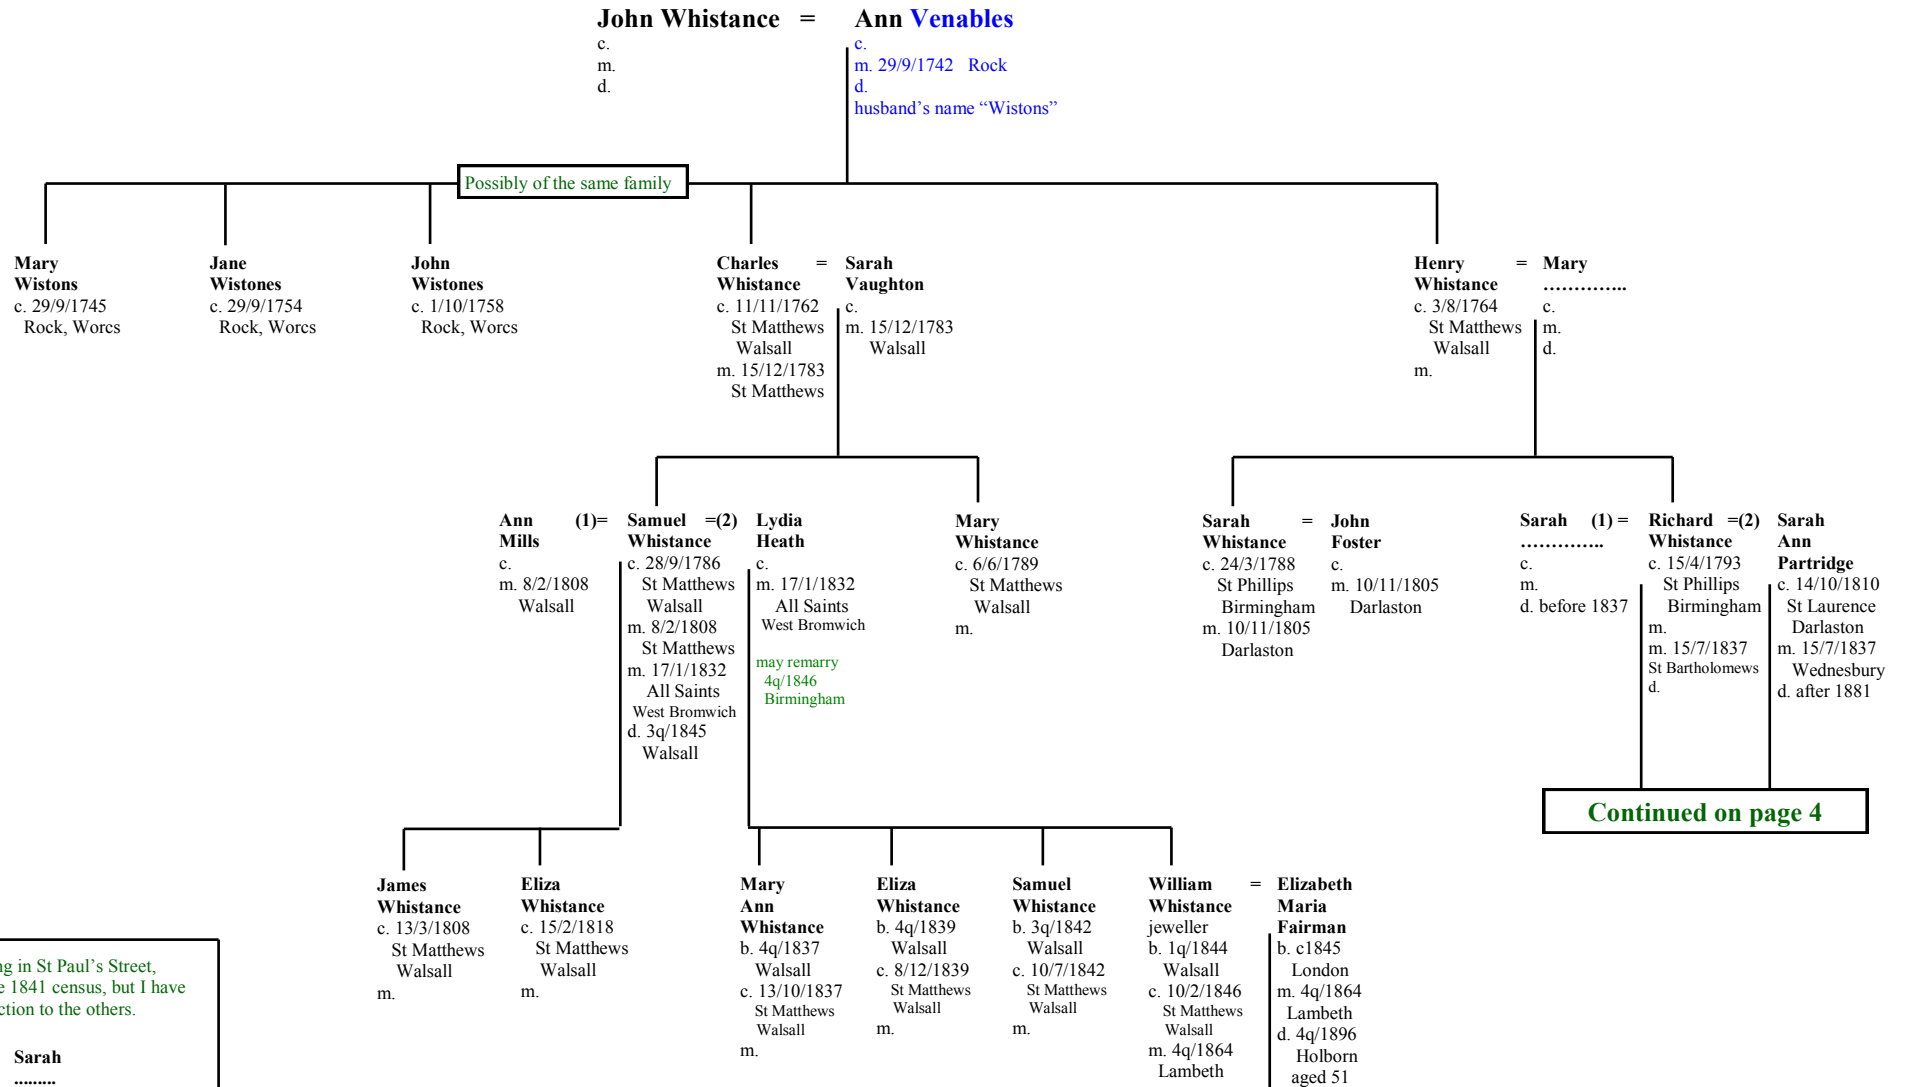 John Whistance = Ann Venables
c.
m.
d.
c.
m. 29/9/1742 Rock
d.
husband's name “Wistons”
Possibly of the same family
Mary
Wistons
c. 29/9/1745
Rock, Worcs
Jane
Wistones
c. 29/9/1754
Rock, Worcs
John
Wistones
c. 1/10/1758
Rock, Worcs
Charles =
Whistance
c. 11/11/1762
St Matthews
Walsall
m. 15/12/1783
St Matthews
Sarah
Vaughton
c.
m. 15/12/1783
Walsall
Henry =
Whistance
c. 3/8/1764
St Matthews
Walsall
m.
Mary
…………..
c.
m.
d.
Ann (1)=
Mills
c.
m. 8/2/1808
Walsall
Samuel =(2)
Whistance
c. 28/9/1786
St Matthews
Walsall
m. 8/2/1808
St Matthews
m. 17/1/1832
All Saints
West Bromwich
d. 3q/1845
Walsall
Lydia
Heath
c.
m. 17/1/1832
All Saints
West Bromwich
may remarry
4q/1846
Birmingham
Mary
Whistance
c. 6/6/1789
St Matthews
Walsall
m.
Sarah =
Whistance
c. 24/3/1788
St Phillips
Birmingham
m. 10/11/1805
Darlaston
John
Foster
c.
m. 10/11/1805
Darlaston
Sarah (1) =
…………..
c.
m.
d. before 1837
Richard =(2)
Whistance
c. 15/4/1793
St Phillips
Birmingham
m.
m. 15/7/1837
St Bartholomews
d.
Sarah
Ann
Partridge
c. 14/10/1810
St Laurence
Darlaston
m. 15/7/1837
Wednesbury
d. after 1881
Continued on page 4
James
Whistance
c. 13/3/1808
St Matthews
Walsall
m.
Eliza
Whistance
c. 15/2/1818
St Matthews
Walsall
m.
Mary
Ann
Whistance
b. 4q/1837
Walsall
c. 13/10/1837
St Matthews
Walsall
m.
Eliza
Whistance
b. 4q/1839
Walsall
c. 8/12/1839
St Matthews
Walsall
m.
Samuel
Whistance
b. 3q/1842
Walsall
c. 10/7/1842
St Matthews
Walsall
m.
William =
Whistance
jeweller
b. 1q/1844
Walsall
c. 10/2/1846
St Matthews
Walsall
m. 4q/1864
Lambeth
Elizabeth
Maria
Fairman
b. c1845
London
m. 4q/1864
Lambeth
d. 4q/1896
Holborn
aged 51
in St Paul's Street,
1841 census, but I have
to the others.
Sarah
.........